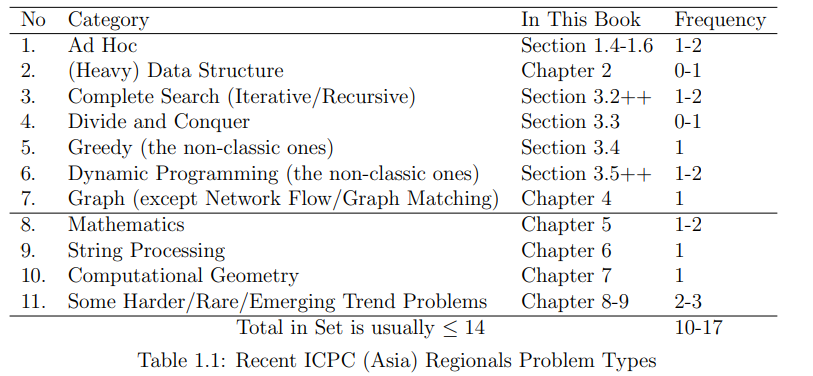 No Category In This Book Frequency
1. Ad Hoc Section 1.4-1.6 1-2
2. (Heavy) Data Structure Chapter 2 0-1
3. Complete Search (Iterative/Recursive) Section 3.2++ 1-2
4. Divide and Conquer Section 3.3 0-1
5. Greedy (the non-classic ones) Section 3.4 1
6. Dynamic Programming (the non-classic ones) Section 3.5++ 1-2
7. Graph (except Network Flow/Graph Matching) Chapter 4 1
8. Mathematics Chapter 5 1-2
9. String Processing Chapter 6 1
10. Computational Geometry Chapter 7 1
11. Some Harder/Rare/Emerging Trend Problems Chapter 8-9 2-3
Total in Set is usually ≤ 14 10-17
Table 1.1: Recent ICPC (Asia) Regionals Problem Types